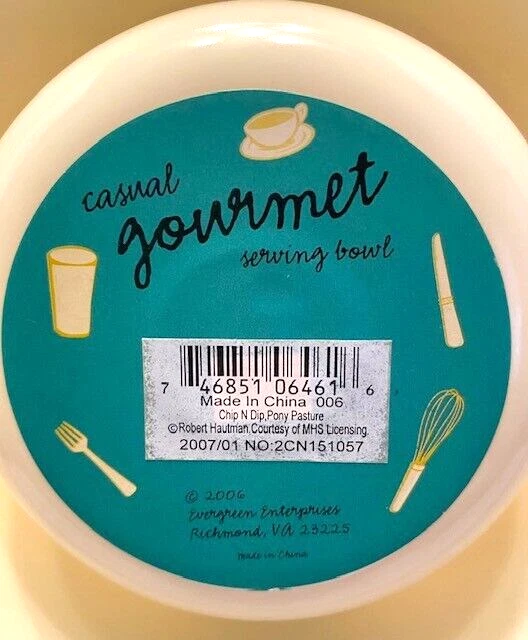 casual
gourmet
serving bowl
7 46851 06461 6
Made In China 006
Chip N Dip,Pony Pasture
©Robert Hautman.Courtesy of MHS Licensing.
2007/01 NO:2CN151057
© 2006
Evergreen Enterprises
Richmond, VA 23225
made in China